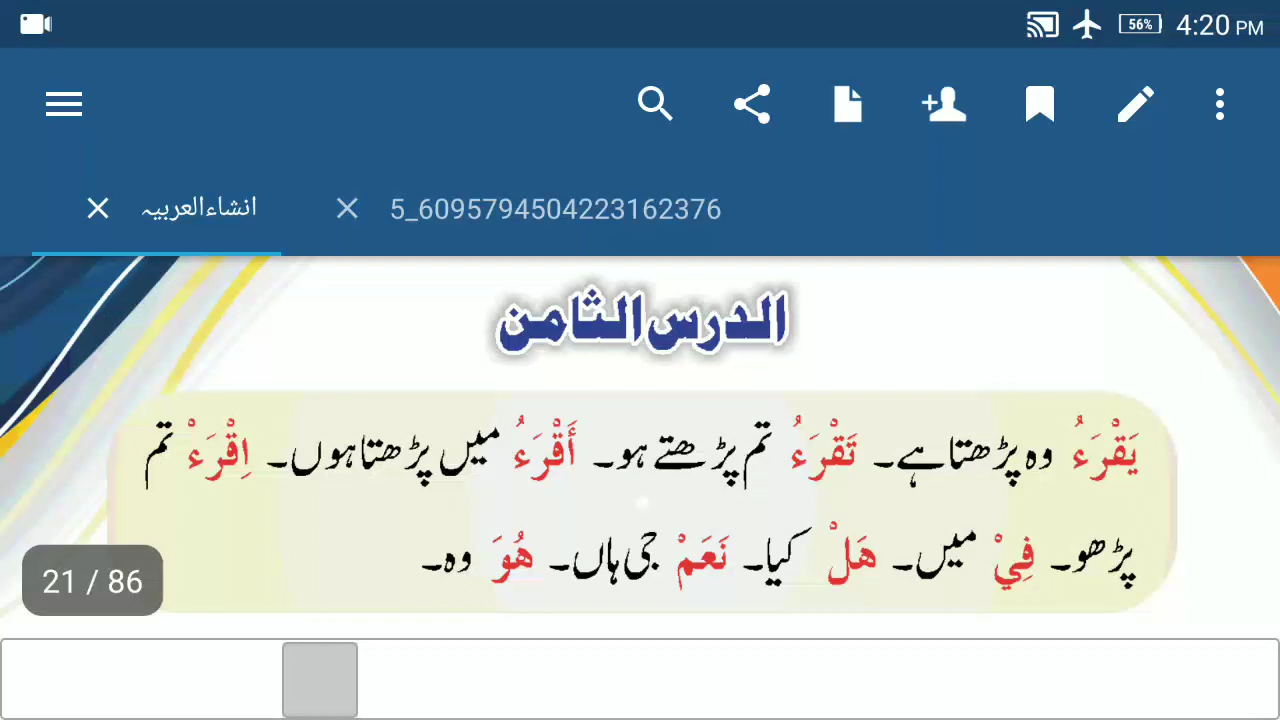 56% 4:20 PM
انشاءالعربیہ 5_6095794504223162376
الدرس الثامن
يَقْرَءُ وہ پڑھتا ہے۔ تَقْرَءُ تم پڑھتے ہو۔ أَقْرَءُ میں پڑھتا ہوں۔ اِقْرَءْ تم
پڑھو۔ فِيْ میں۔ هَلْ کیا۔ نَعَمْ جی ہاں۔ هُوَ وہ۔
21 / 86